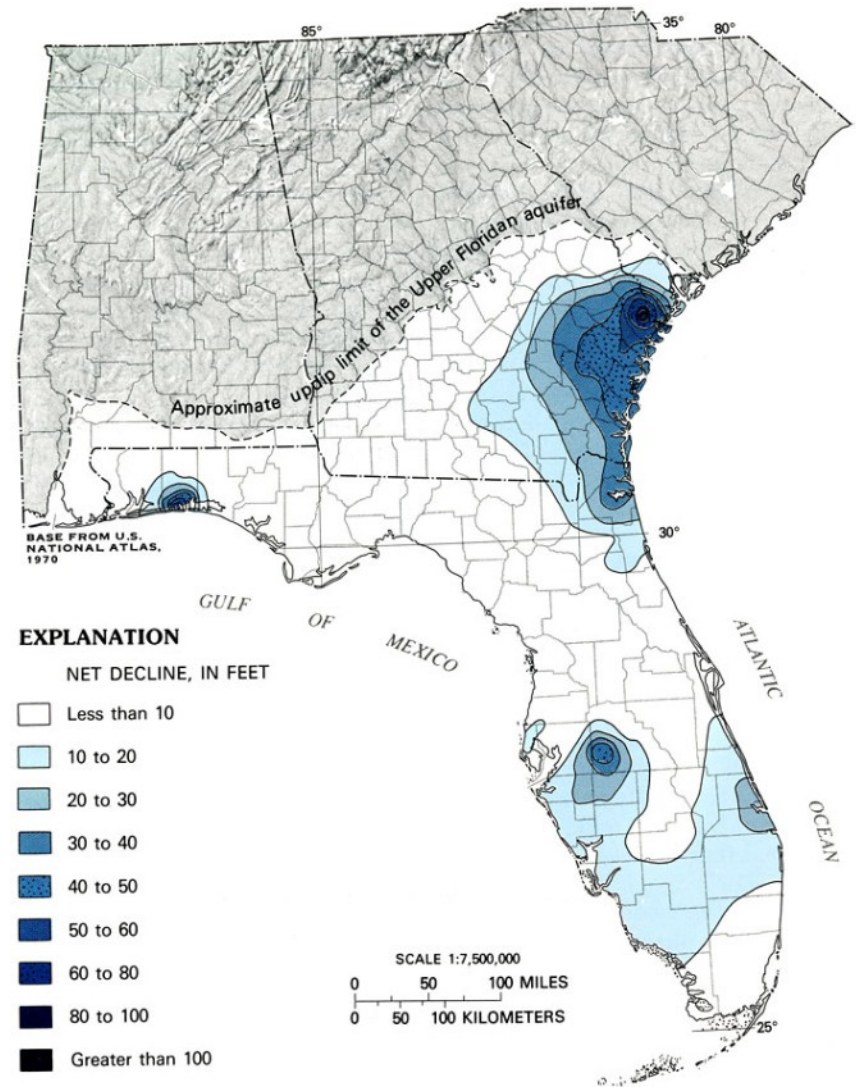 85°
35°
80°
Approximate updip limit of the Upper Floridan aquifer
BASE FROM U.S.
NATIONAL ATLAS,
1970
30°
GULF OF MEXICO
ATLANTIC OCEAN
EXPLANATION
NET DECLINE, IN FEET
Less than 10
10 to 20
20 to 30
30 to 40
40 to 50
50 to 60
60 to 80
80 to 100
Greater than 100
SCALE 1:7,500,000
0 50 100 MILES
0 50 100 KILOMETERS
25°